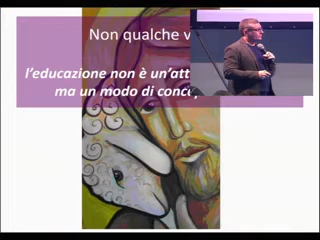 Non qualche
l'educazione non è un'att
ma un modo di conce